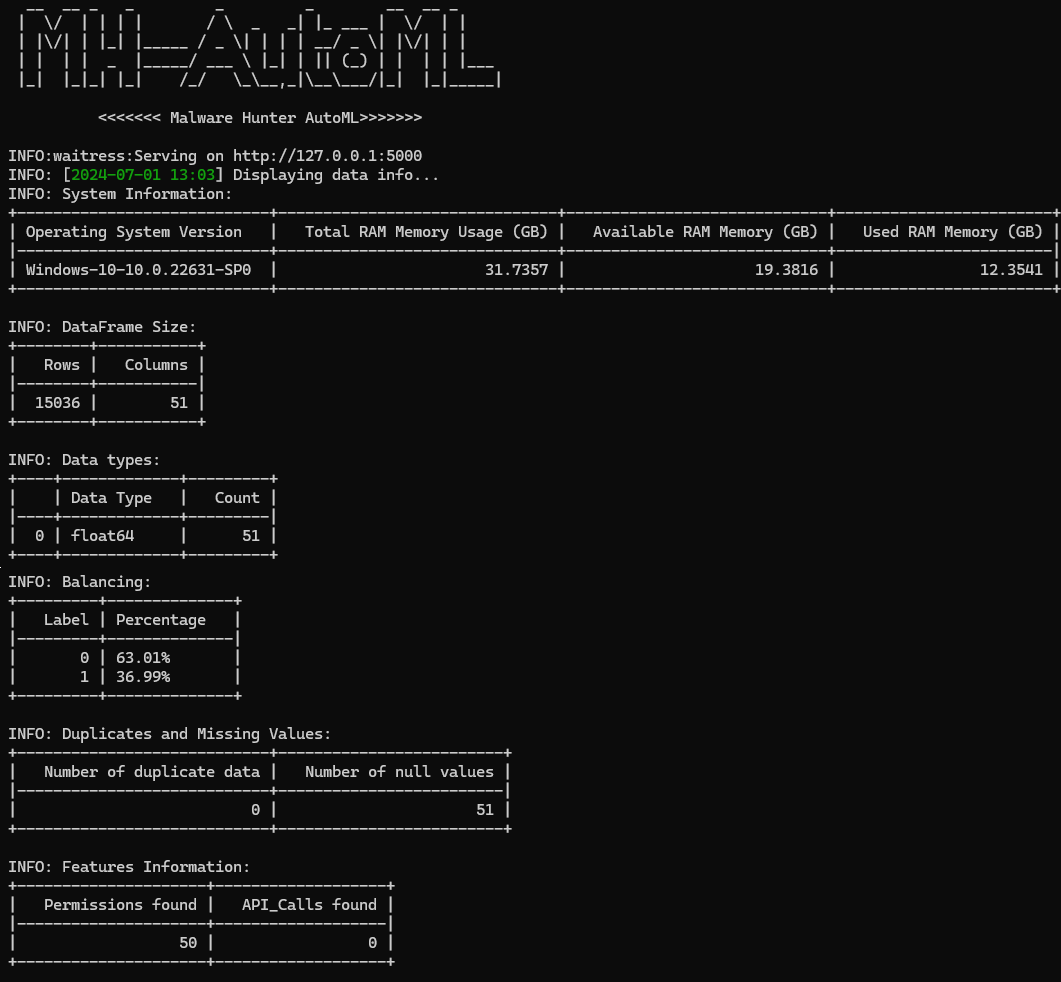 MH-AutoML
<<<<<<< Malware Hunter AutoML>>>>>>>
INFO:waitress:Serving on http://127.0.0.1:5000
INFO: [2024-07-01 13:03] Displaying data info...
INFO: System Information:
Operating System Version | Total RAM Memory Usage (GB) | Available RAM Memory (GB) | Used RAM Memory (GB)
Windows-10-10.0.22631-SP0 | 31.7357 | 19.3816 | 12.3541
INFO: DataFrame Size:
Rows | Columns
15036 | 51
INFO: Data types:
| Data Type | Count
0 | float64 | 51
INFO: Balancing:
Label | Percentage
0 | 63.01%
1 | 36.99%
INFO: Duplicates and Missing Values:
Number of duplicate data | Number of null values
0 | 51
INFO: Features Information:
Permissions found | API_Calls found
50 | 0